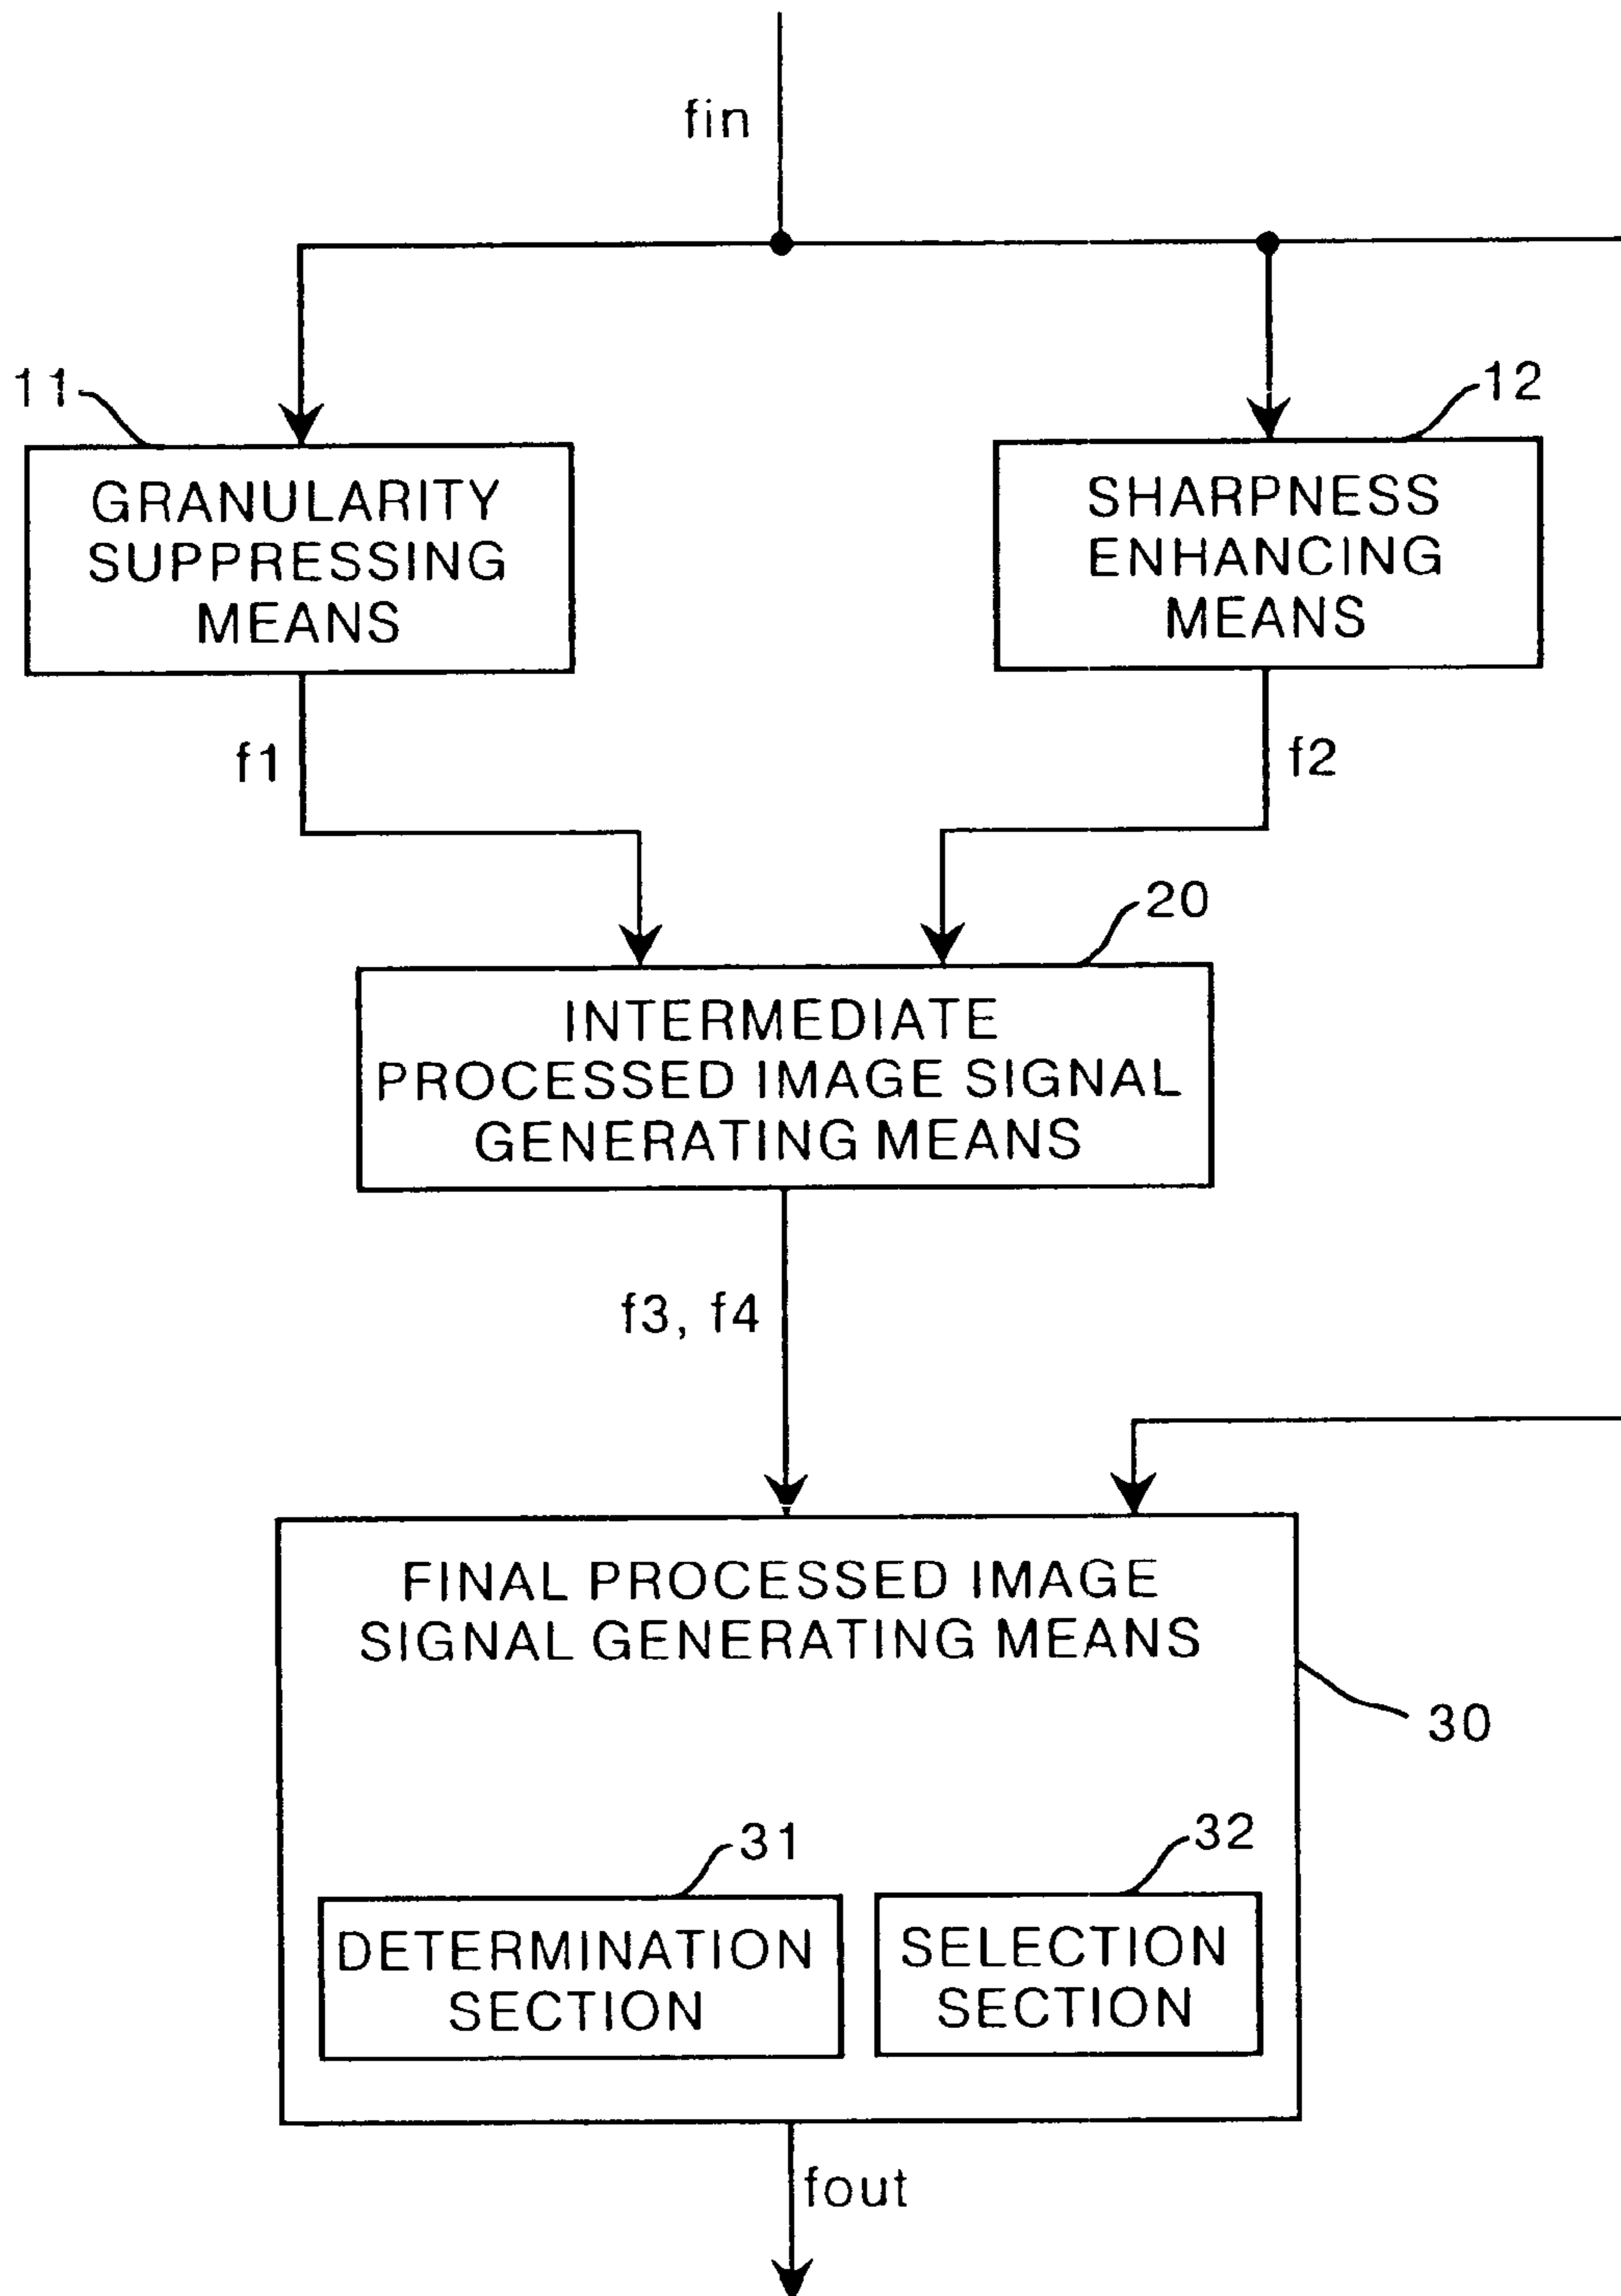 fin
11
12
GRANULARITY
SUPPRESSING
MEANS
SHARPNESS
ENHANCING
MEANS
f1
f2
20
INTERMEDIATE
PROCESSED IMAGE SIGNAL
GENERATING MEANS
f3, f4
FINAL PROCESSED IMAGE
SIGNAL GENERATING MEANS
30
31
32
DETERMINATION
SECTION
SELECTION
SECTION
fout